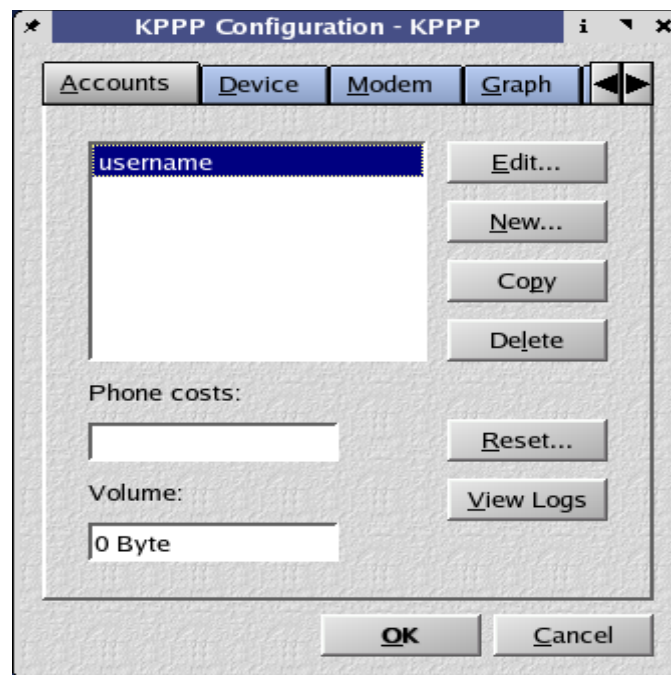 KPPP Configuration - KPPP
Accounts Device Modem Graph
username
Edit...
New...
Copy
Delete
Phone costs:
Reset...
Volume:
View Logs
0 Byte
OK Cancel